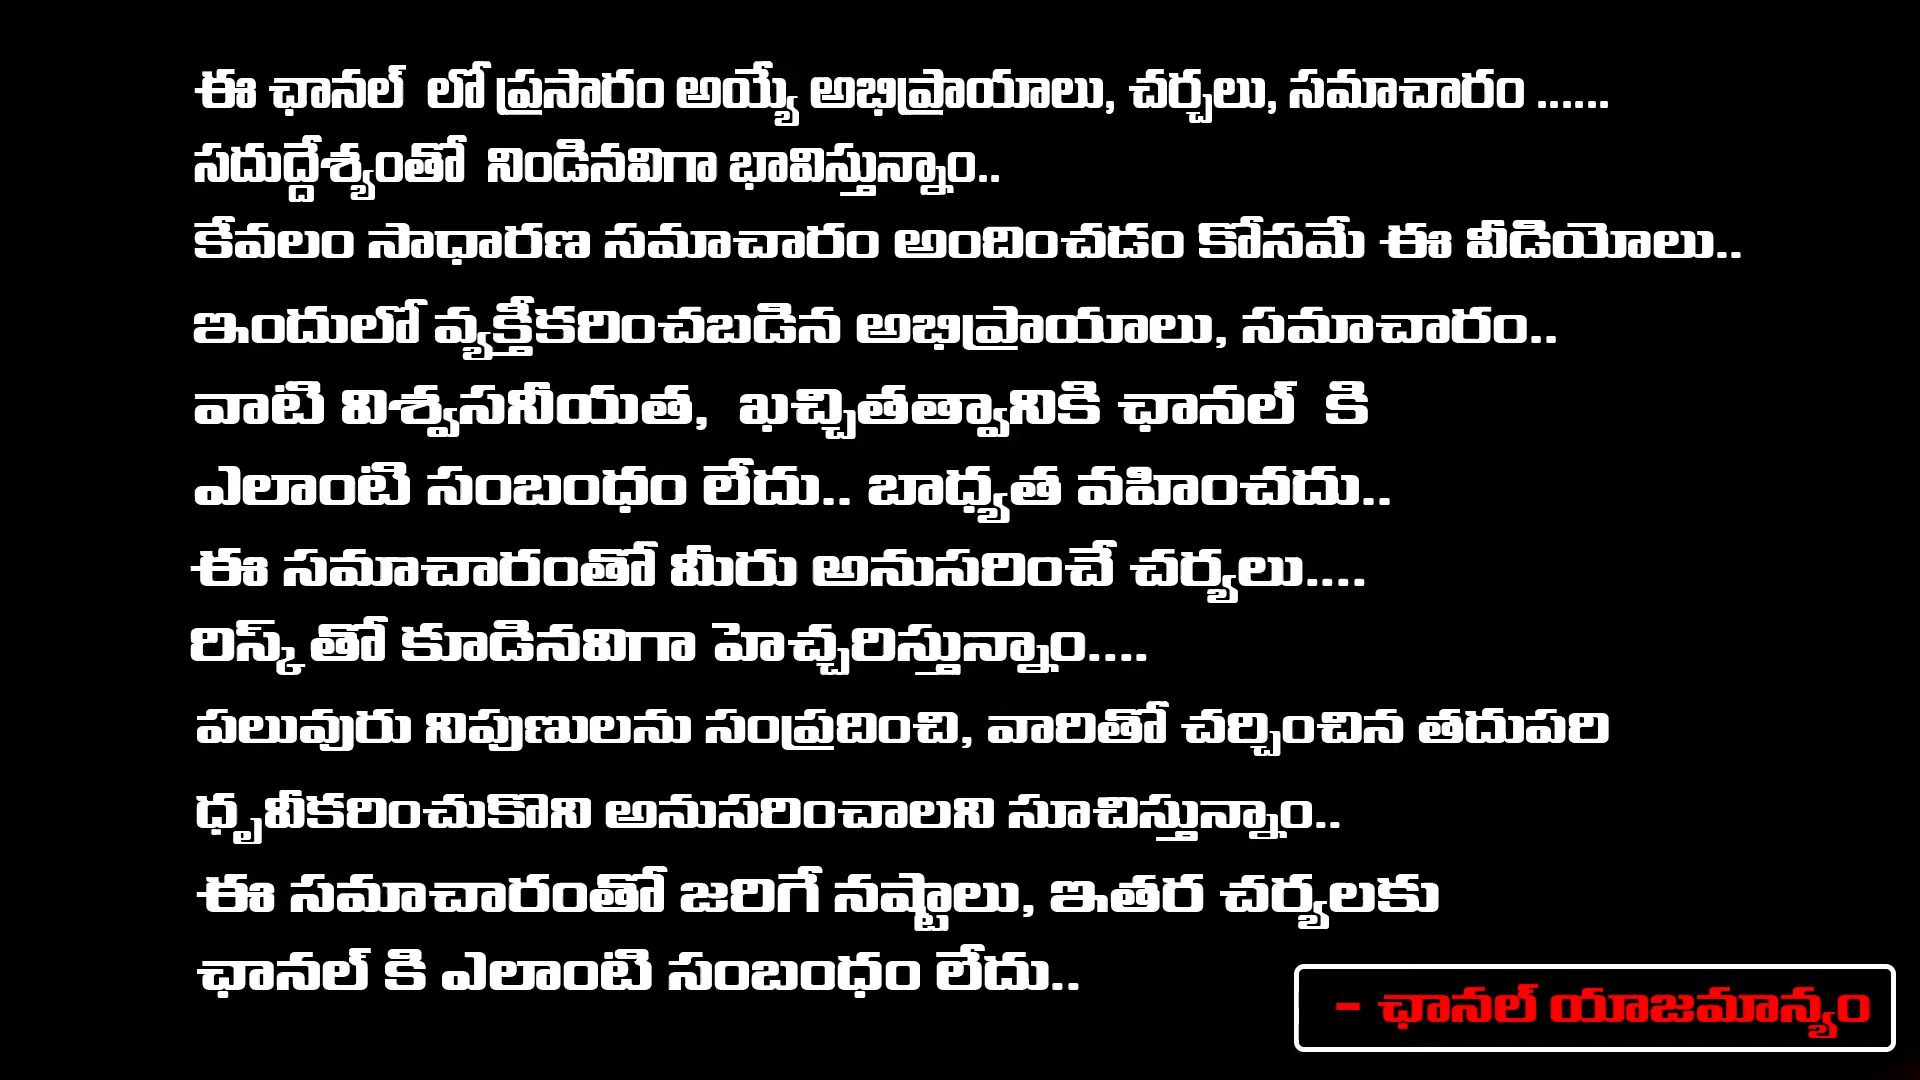 ఈ ఛానల్ లో ప్రసారం అయ్యే అభిప్రాయాలు, చర్చలు, సమాచారం ......
సదుద్దేశ్యంతో నిండినవిగా భావిస్తున్నాం..
కేవలం సాధారణ సమాచారం అందించడం కోసమే ఈ వీడియోలు..
ఇందులో వ్యక్తీకరించబడిన అభిప్రాయాలు, సమాచారం..
వాటి విశ్వసనీయత, ఖచ్చితత్వానికి ఛానల్ కి
ఎలాంటి సంబంధం లేదు.. బాధ్యత వహించదు..
ఈ సమాచారంతో మీరు అనుసరించే చర్యలు....
రిస్క్ తో కూడినవిగా హెచ్చరిస్తున్నాం....
పలువురు నిపుణులను సంప్రదించి, వారితో చర్చించిన తదుపరి
ధృవీకరించుకొని అనుసరించాలని సూచిస్తున్నాం..
ఈ సమాచారంతో జరిగే నష్టాలు, ఇతర చర్యలకు
ఛానల్ కి ఎలాంటి సంబంధం లేదు..
- ఛానల్ యాజమాన్యం